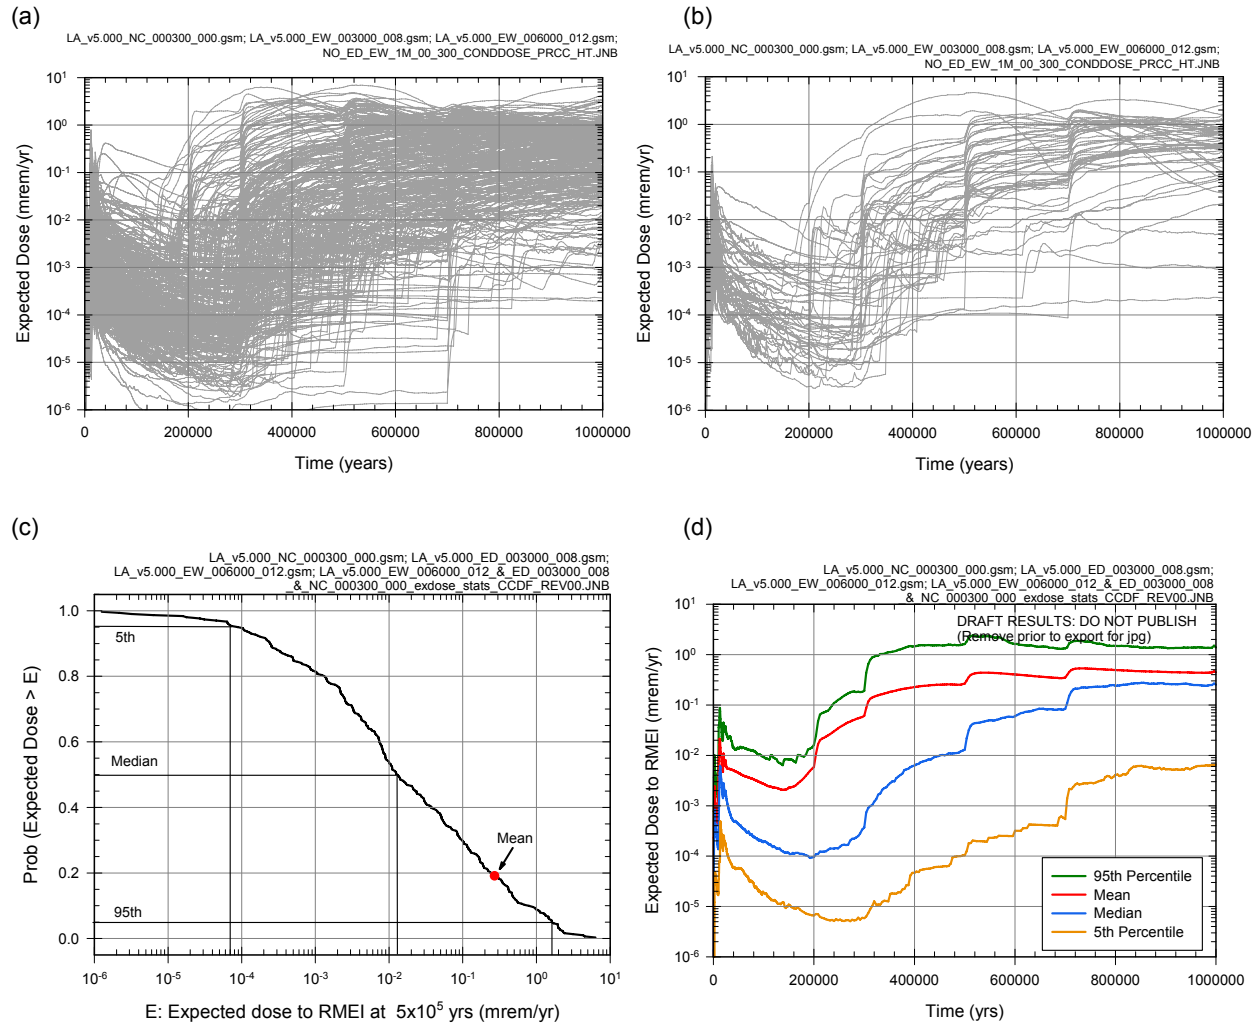 (a)
LA_v5.000_NC_000300_000.gsm; LA_v5.000_EW_003000_008.gsm; LA_v5.000_EW_006000_012.gsm;
NO_ED_EW_1M_00_300_CONDDOSE_PRCC_HT.JNB
Expected Dose (mrem/yr)
10^1
10^0
10^-1
10^-2
10^-3
10^-4
10^-5
10^-6
0 200000 400000 600000 800000 1000000
Time (years)
(b)
LA_v5.000_NC_000300_000.gsm; LA_v5.000_EW_003000_008.gsm; LA_v5.000_EW_006000_012.gsm;
NO_ED_EW_1M_00_300_CONDDOSE_PRCC_HT.JNB
Expected Dose (mrem/yr)
10^1
10^0
10^-1
10^-2
10^-3
10^-4
10^-5
10^-6
0 200000 400000 600000 800000 1000000
Time (years)
(c)
LA_v5.000_NC_000300_000.gsm; LA_v5.000_ED_003000_008.gsm;
LA_v5.000_EW_006000_012.gsm; LA_v5.000_EW_006000_012_&_ED_003000_008
_&_NC_000300_000_exdose_stats_CCDF_REV00.JNB
Prob (Expected Dose > E)
1.0
5th
0.8
0.6
Median
0.4
Mean
0.2
95th
0.0
10^-6 10^-5 10^-4 10^-3 10^-2 10^-1 10^0 10^1
E: Expected dose to RMEI at 5x10^5 yrs (mrem/yr)
(d)
LA_v5.000_NC_000300_000.gsm; LA_v5.000_ED_003000_008.gsm;
LA_v5.000_EW_006000_012.gsm; LA_v5.000_EW_006000_012_&_ED_003000_008
_&_NC_000300_000_exdose_stats_CCDF_REV00.JNB
Expected Dose to RMEI (mrem/yr)
10^1
DRAFT RESULTS: DO NOT PUBLISH
(Remove prior to export for jpg)
10^0
10^-1
10^-2
10^-3
10^-4
10^-5
10^-6
95th Percentile
Mean
Median
5th Percentile
0 200000 400000 600000 800000 1000000
Time (yrs)